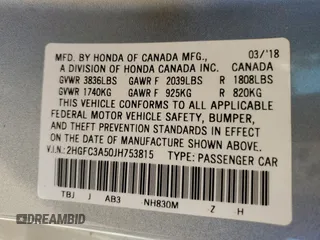 MFD. BY HONDA OF CANADA MFG., 03/'18
A DIVISION OF HONDA CANADA INC. CANADA
GVWR 3836LBS GAWR F 2039LBS R 1808LBS
GVWR 1740KG GAWR F 925KG R 820KG
THIS VEHICLE CONFORMS TO ALL APPLICABLE
FEDERAL MOTOR VEHICLE SAFETY, BUMPER,
AND THEFT PREVENTION STANDARDS IN EFFECT
ON THE DATE OF MANUFACTURE SHOWN ABOVE.
V.I.N.: 2HGFC3A50JH753815 TYPE: PASSENGER CAR
TBJ J AB3 NH830M Z H
DREAMBID